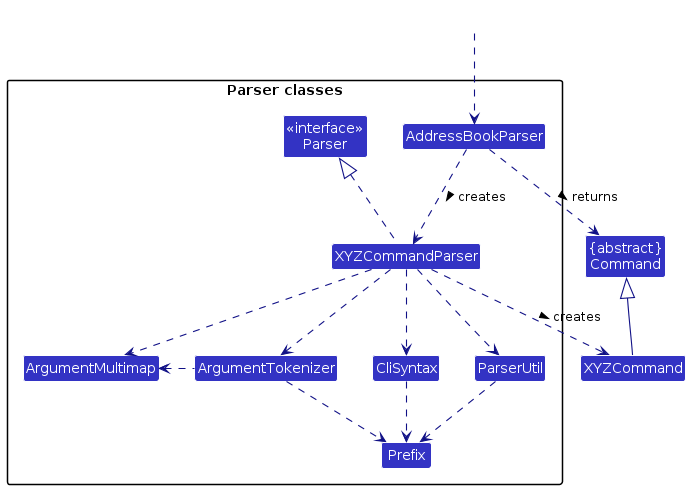 Parser classes
«interface»
Parser
AddressBookParser
creates
returns
XYZCommandParser
{abstract}
Command
creates
ArgumentMultimap
ArgumentTokenizer
CliSyntax
ParserUtil
XYZCommand
Prefix